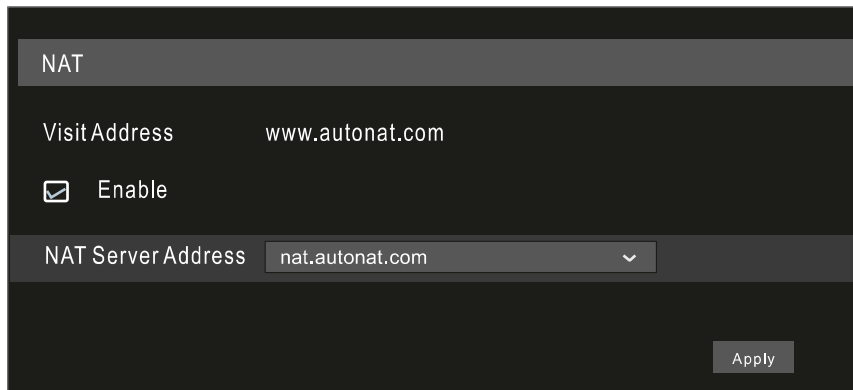 NAT
Visit Address www.autonat.com
Enable
NAT Server Address nat.autonat.com
Apply